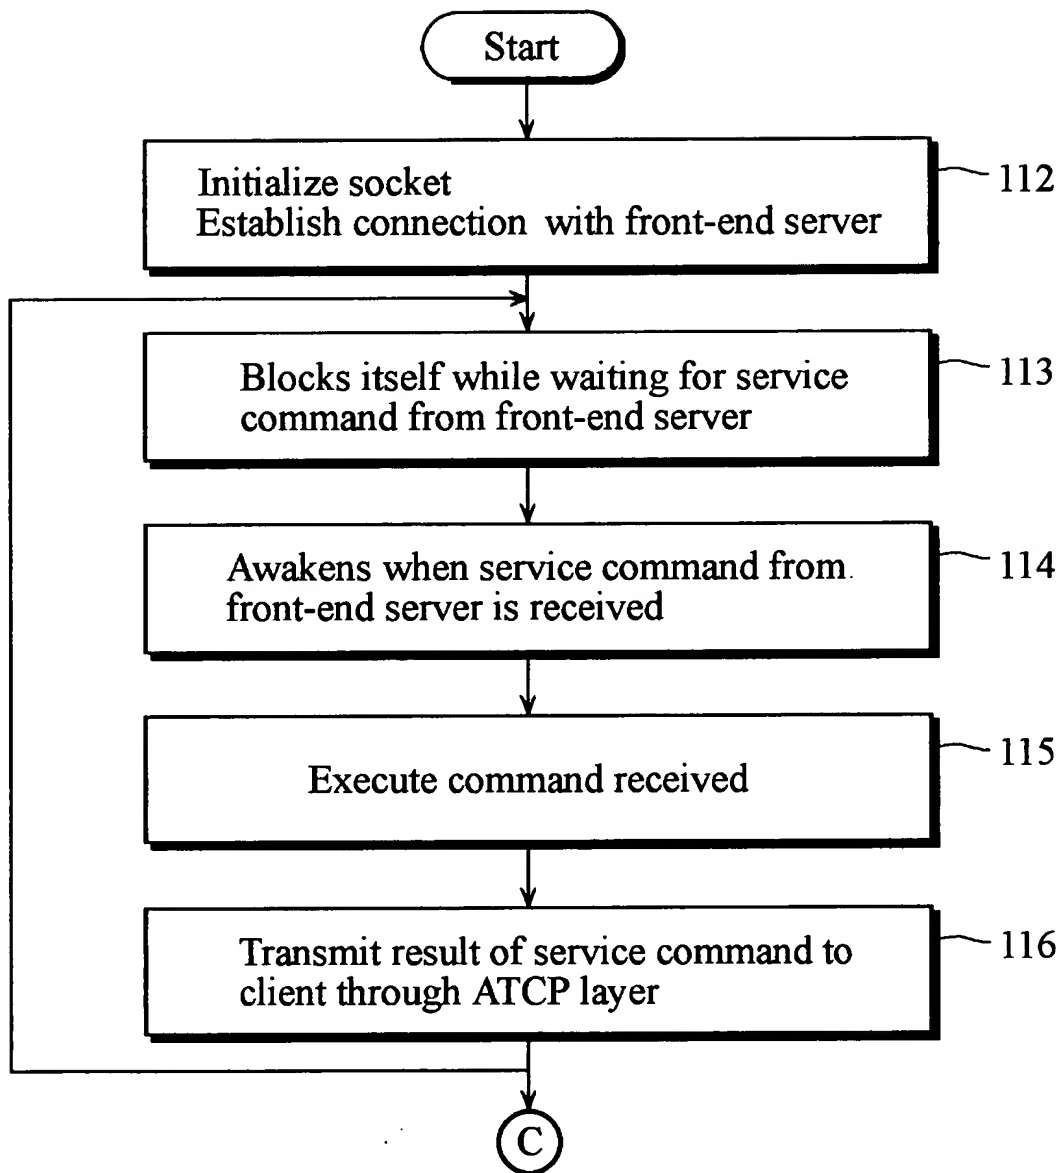 Start
Initialize socket
Establish connection with front-end server
112
Blocks itself while waiting for service
command from front-end server
113
Awakens when service command from
front-end server is received
114
Execute command received
115
Transmit result of service command to
client through ATCP layer
116
C